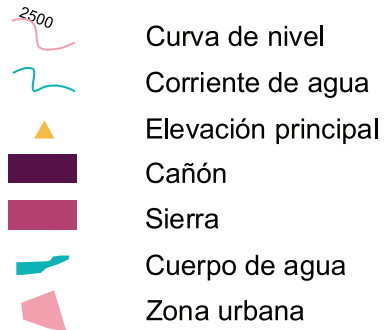 2500
Curva de nivel
Corriente de agua
Elevación principal
Cañón
Sierra
Cuerpo de agua
Zona urbana